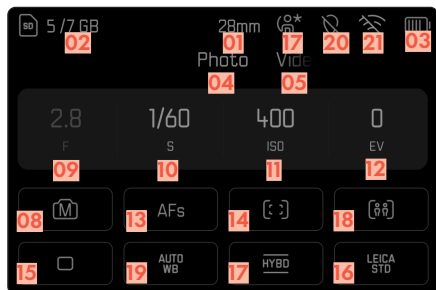 SD 5/7 GB 28mm
02 01 17 20 21 03
Photo Vide
04 05
2.8 1/60 400 0
F S ISO EV
09 10 11 12
M AFs
08 13 14 18
AUTO WB HYBD LEICA STD
15 19 17 16